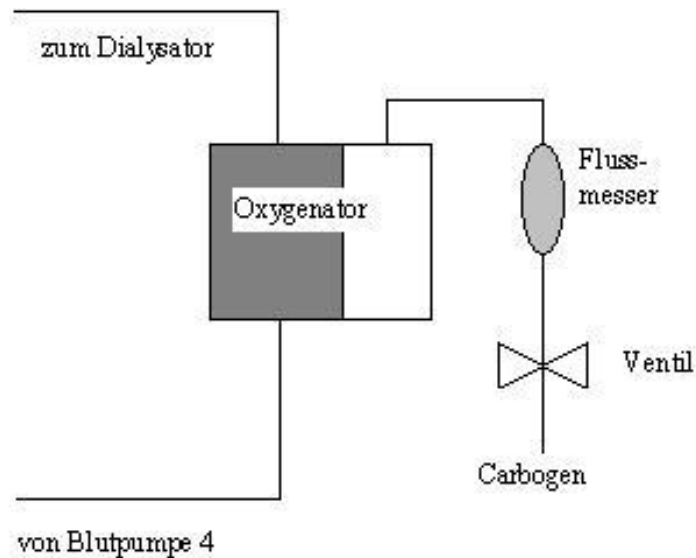 zum Dialysator
Fluss-
messer
Oxygenator
Ventil
Carbogen
von Blutpumpe 4